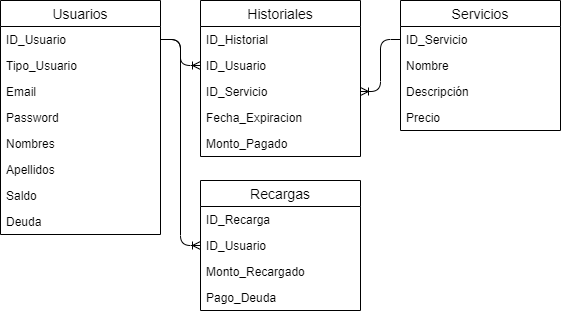 Usuarios
ID_Usuario
Tipo_Usuario
Email
Password
Nombres
Apellidos
Saldo
Deuda
Historiales
ID_Historial
ID_Usuario
ID_Servicio
Fecha_Expiracion
Monto_Pagado
Servicios
ID_Servicio
Nombre
Descripción
Precio
Recargas
ID_Recarga
ID_Usuario
Monto_Recargado
Pago_Deuda